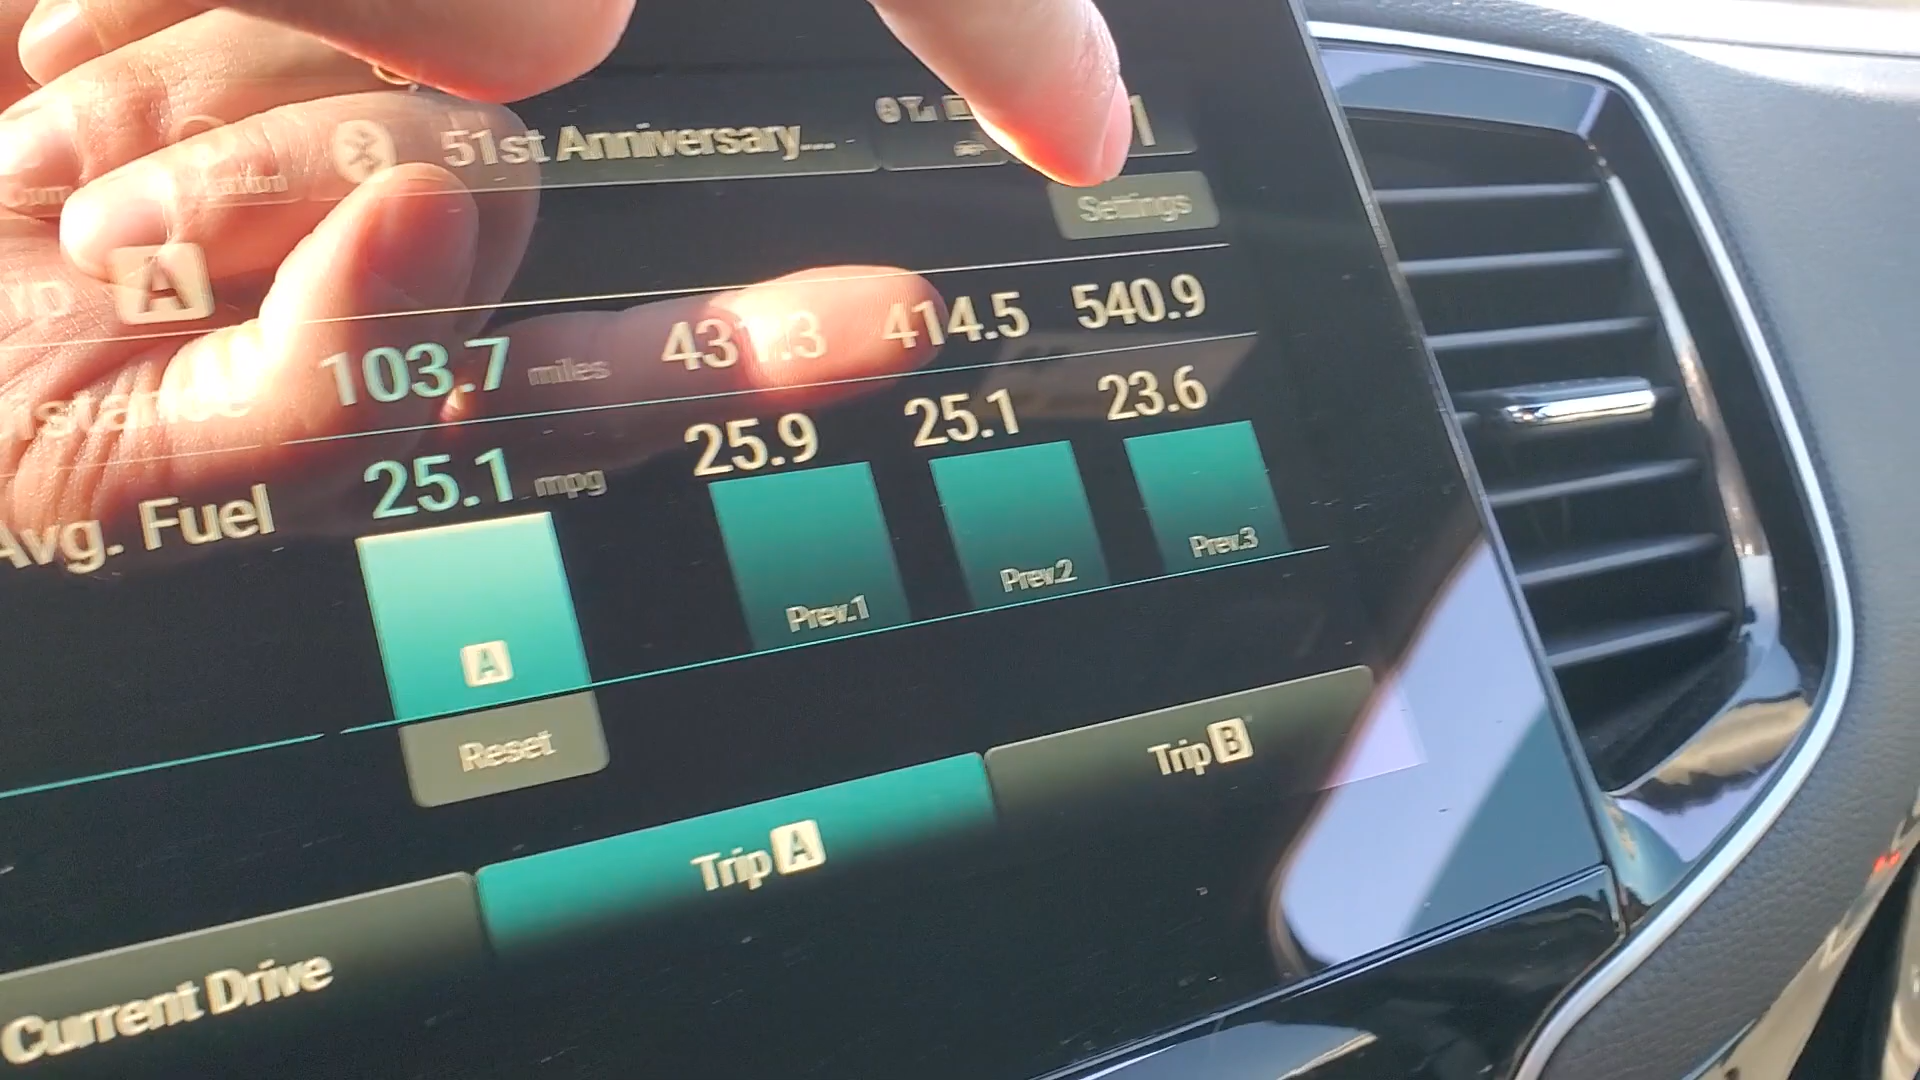 51st Anniversary...
Settings
A
103.7 miles 431.3 414.5 540.9
Avg. Fuel 25.1 mpg 25.9 25.1 23.6
A Prev.1 Prev.2 Prev.3
Reset
Current Drive Trip A Trip B